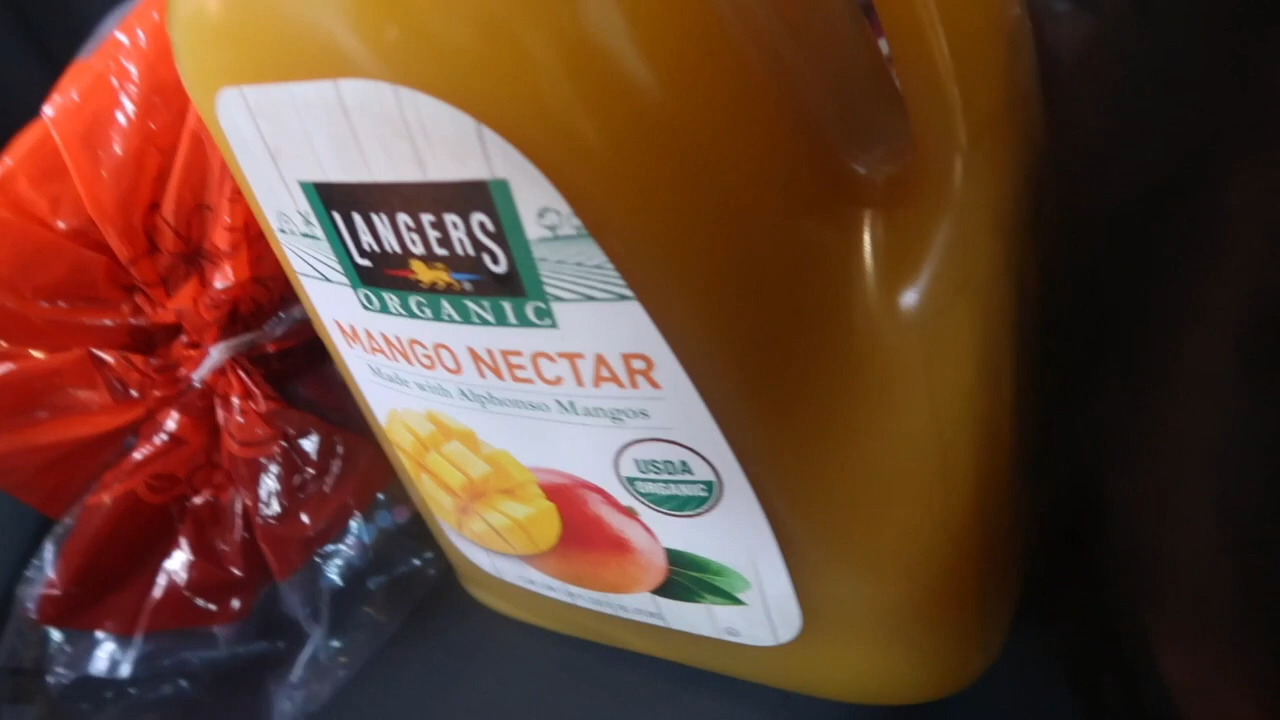 LANGERS
ORGANIC
MANGO NECTAR
Made with Alphonso Mangos
USDA
ORGANIC